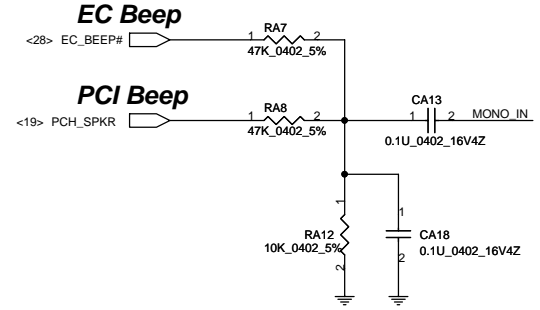 EC Beep
<28> EC_BEEP#
1 RA7 2
47K_0402_5%
PCI Beep
<19> PCH_SPKR
1 RA8 2
47K_0402_5%
CA13
1 2 MONO_IN
0.1U_0402_16V4Z
1
RA12
10K_0402_5%
2
1
CA18
0.1U_0402_16V4Z
2